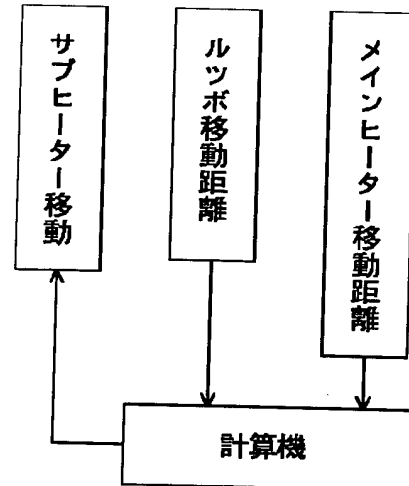 サブヒーター移動
ルツボ移動距離
メインヒーター移動距離
計算機